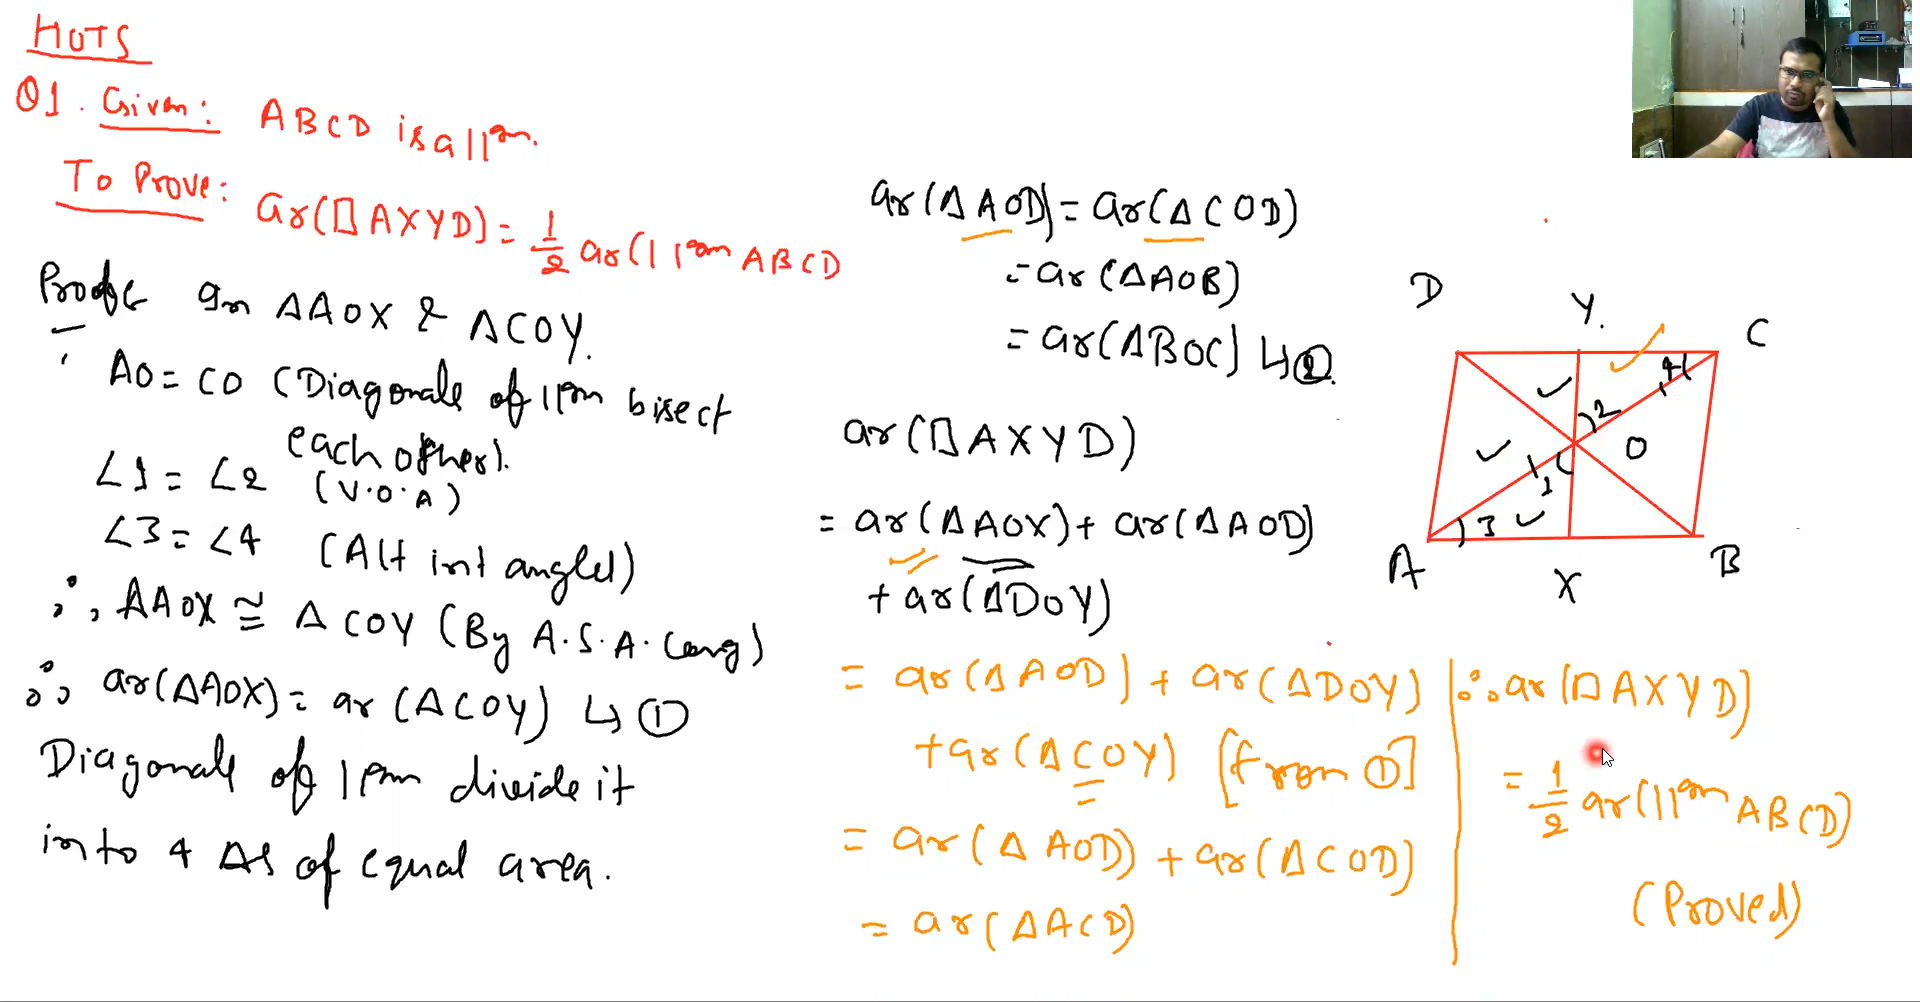 HOTS
Q1. Given: ABCD is a ||gm.
To Prove: ar(▯AXYD) = 1/2 ar(||gm ABCD
Proof: In ΔAOX & ΔCOY.
AO = CO (Diagonals of ||gm bisect
each other).
∠1 = ∠2 (V.O.A)
∠3 = ∠4 (Alt int angles)
∴ ΔAOX ≅ ΔCOY (By A.S.A. Cong)
∴ ar(ΔAOX) = ar(ΔCOY) ↳ ①
Diagonals of ||gm divide it
into 4 Δs of equal area.
ar(ΔAOD) = ar(ΔCOD)
= ar(ΔAOB)
= ar(ΔBOC) ↳ ②.
ar(▯AXYD)
= ar(ΔAOX) + ar(ΔAOD)
+ ar(ΔDOY)
= ar(ΔAOD) + ar(ΔDOY)
+ ar(ΔCOY) [from ①]
= ar(ΔAOD) + ar(ΔCOD)
= ar(ΔACD)
D Y. C
4
2
O
1
3
A X B
∴ ar(▯AXYD)
= 1/2 ar(||gm ABCD)
(Proved)